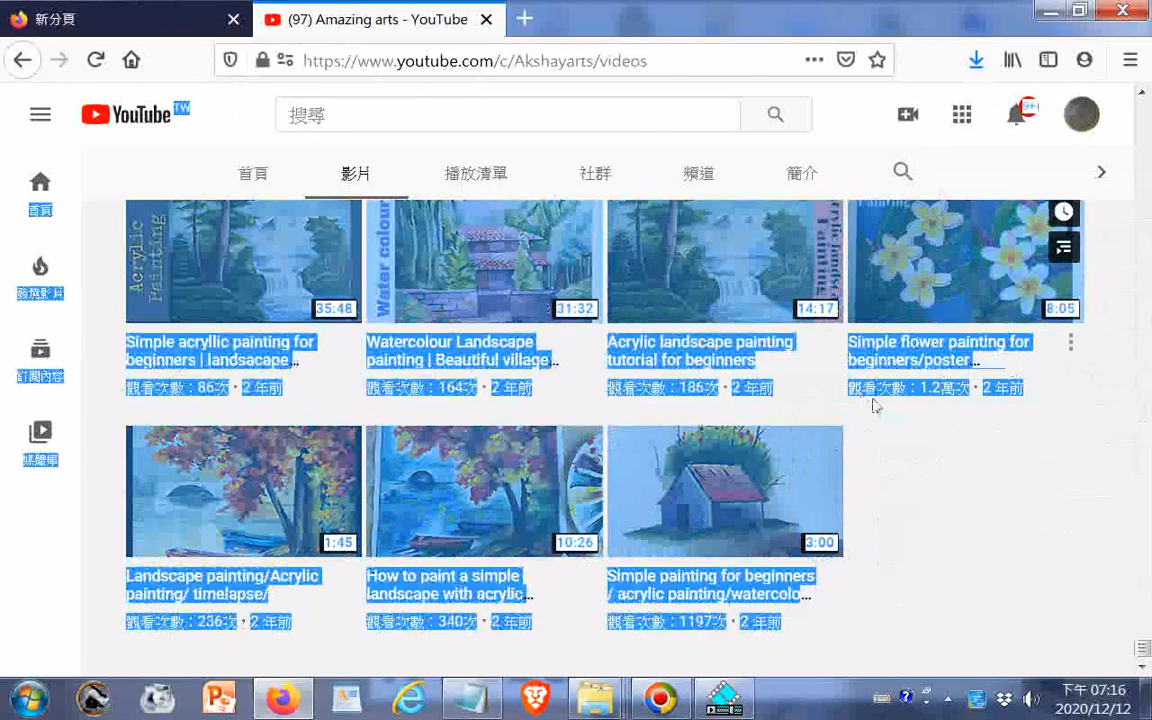 新分頁
(97) Amazing arts - YouTube
https://www.youtube.com/c/Akshayarts/videos
YouTube TW
搜尋
9+
首頁
影片
播放清單
社群
頻道
簡介
首頁
發燒影片
訂閱內容
媒體庫
Acrylic Painting
35:48
Water colour
31:32
14:17
Painting
8:05
Simple acryllic painting for
beginners | landsacape...
觀看次數：86次 · 2 年前
Watercolour Landscape
painting | Beautiful village...
觀看次數：164次 · 2 年前
Acrylic landscape painting
tutorial for beginners
觀看次數：186次 · 2 年前
Simple flower painting for
beginners/poster...
觀看次數：1.2萬次 · 2 年前
1:45
10:26
3:00
Landscape painting/Acrylic
painting/ timelapse/
觀看次數：236次 · 2 年前
How to paint a simple
landscape with acrylic...
觀看次數：340次 · 2 年前
Simple painting for beginners
/ acrylic painting/watercolo...
觀看次數：1197次 · 2 年前
下午 07:16
2020/12/12